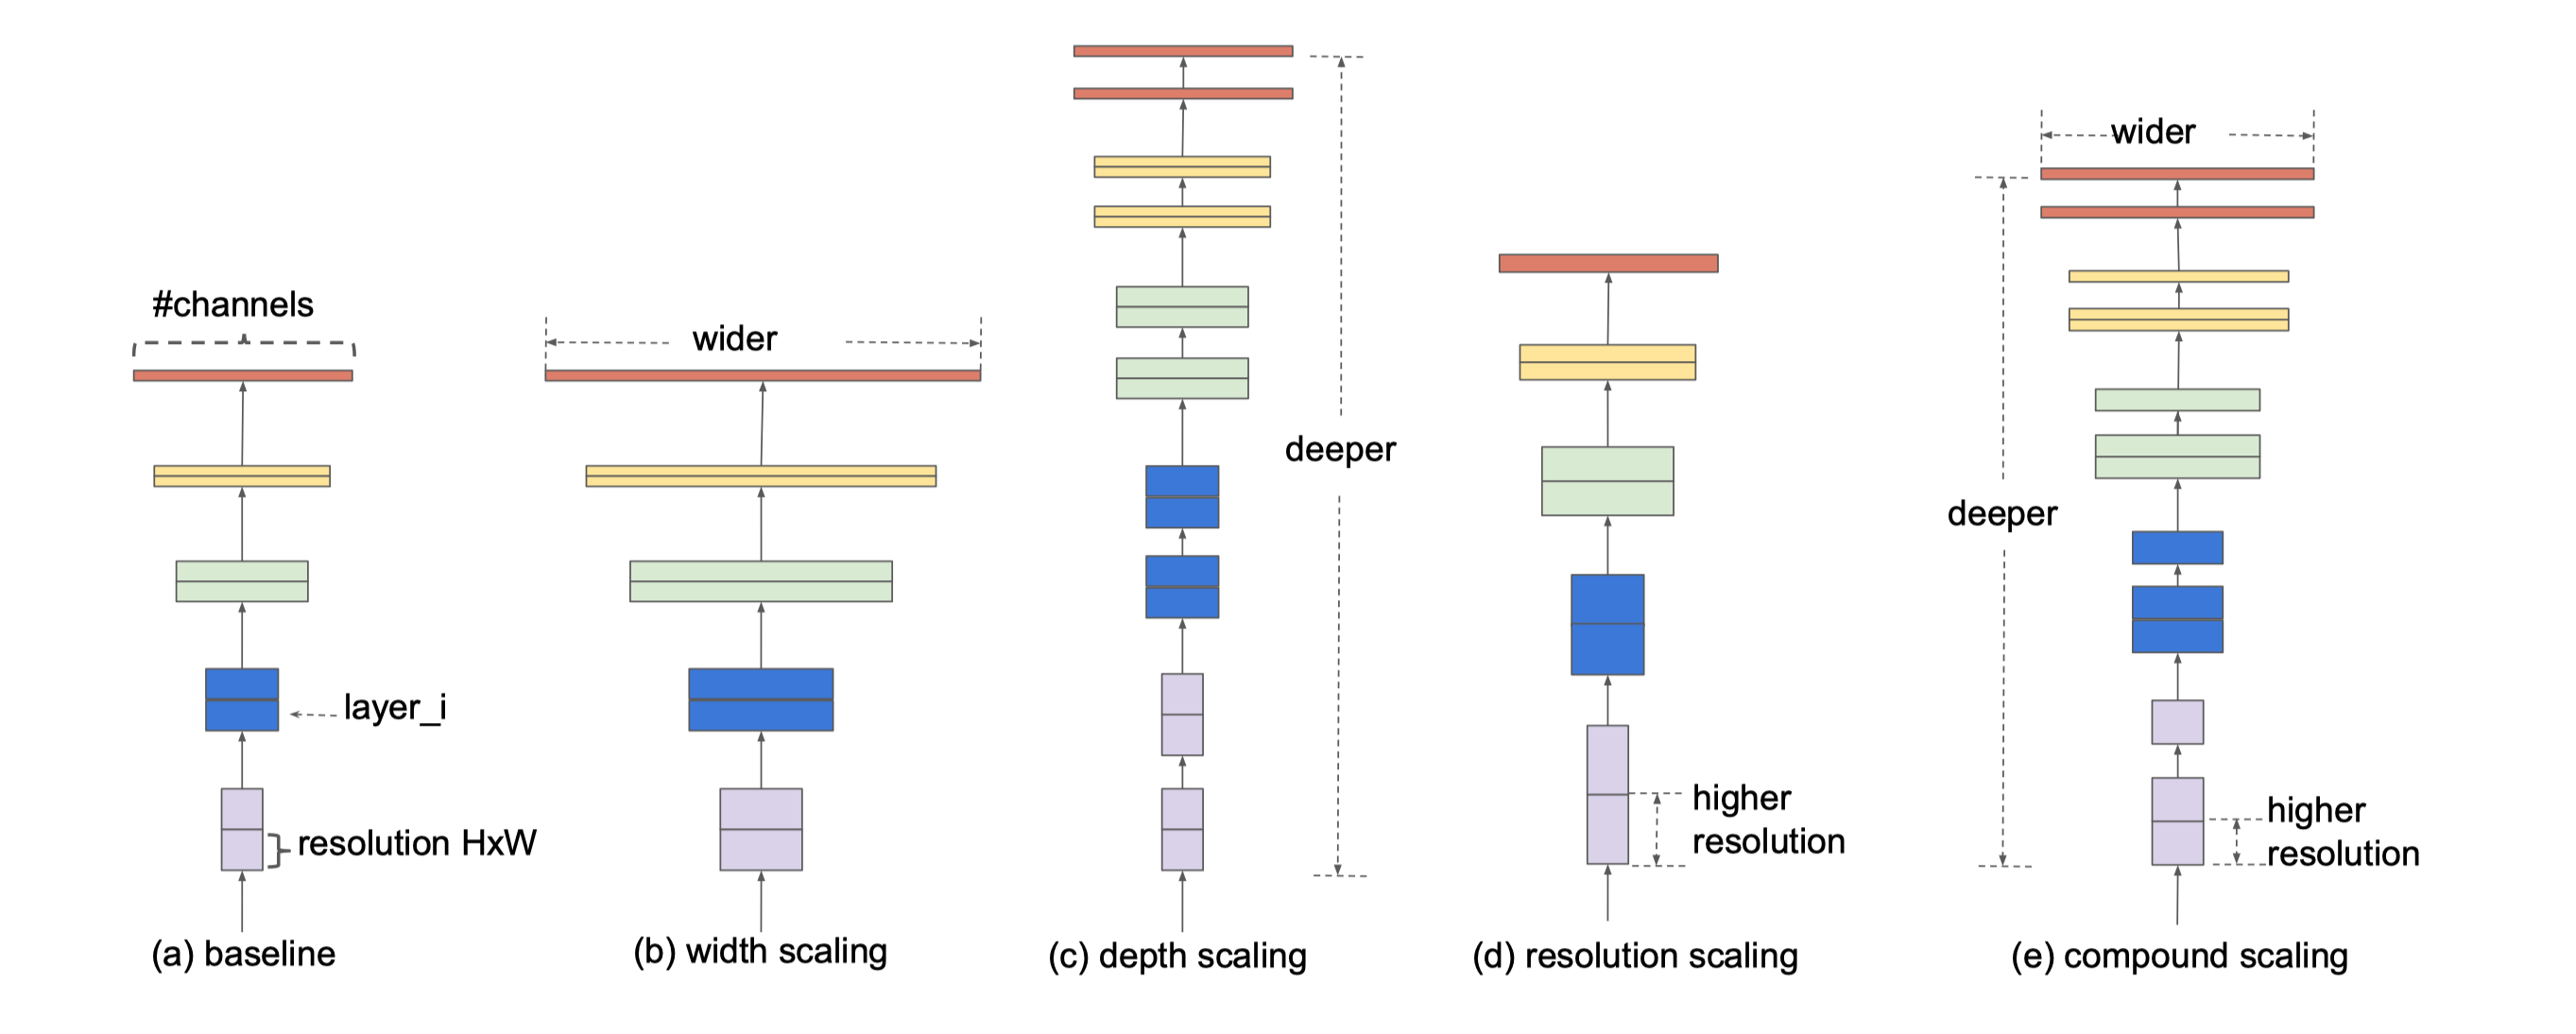 #channels
layer_i
resolution HxW
(a) baseline
wider
(b) width scaling
deeper
(c) depth scaling
higher
resolution
(d) resolution scaling
wider
deeper
higher
resolution
(e) compound scaling